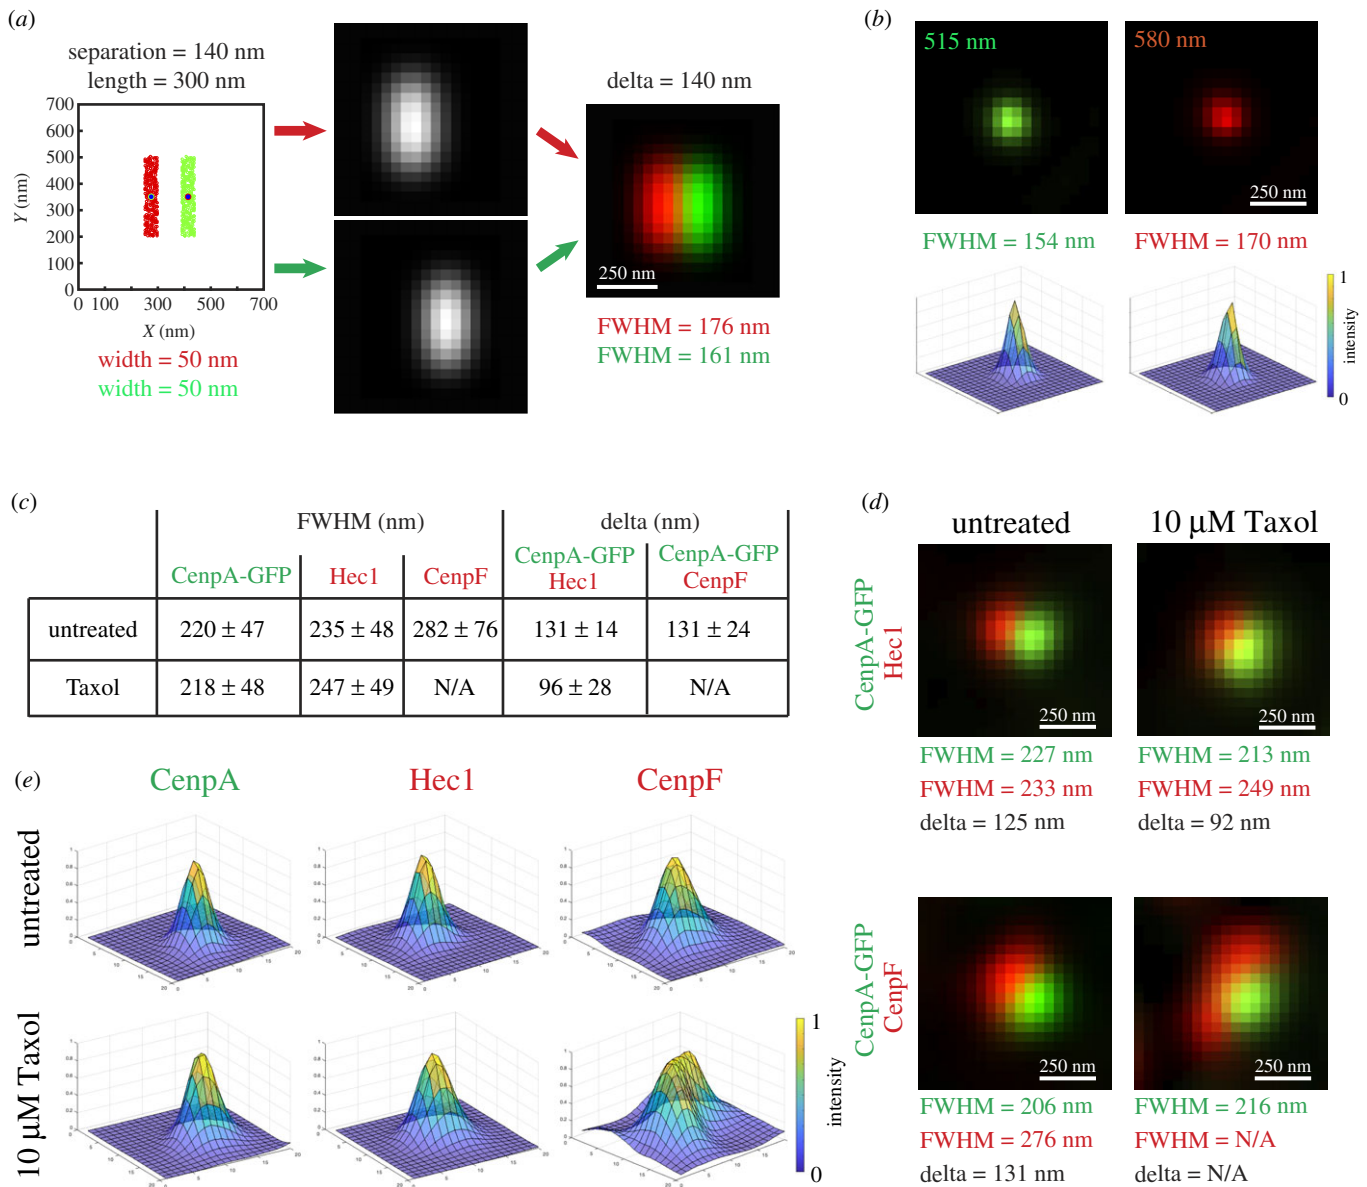 (a)
separation = 140 nm
length = 300 nm
700
600
500
400
300
200
100
0
Y (nm)
0 100 300 500 700
X (nm)
width = 50 nm
width = 50 nm
delta = 140 nm
250 nm
FWHM = 176 nm
FWHM = 161 nm
(b)
515 nm
580 nm
250 nm
FWHM = 154 nm
FWHM = 170 nm
1
intensity
0
(c)
FWHM (nm) delta (nm)
CenpA-GFP Hec1 CenpF CenpA-GFP Hec1 CenpA-GFP CenpF
untreated 220 ± 47 235 ± 48 282 ± 76 131 ± 14 131 ± 24
Taxol 218 ± 48 247 ± 49 N/A 96 ± 28 N/A
(d)
untreated 10 µM Taxol
CenpA-GFP
Hec1
250 nm
250 nm
FWHM = 227 nm
FWHM = 233 nm
delta = 125 nm
FWHM = 213 nm
FWHM = 249 nm
delta = 92 nm
CenpA-GFP
CenpF
250 nm
250 nm
FWHM = 206 nm
FWHM = 276 nm
delta = 131 nm
FWHM = 216 nm
FWHM = N/A
delta = N/A
(e)
CenpA Hec1 CenpF
untreated
10 µM Taxol
1
intensity
0